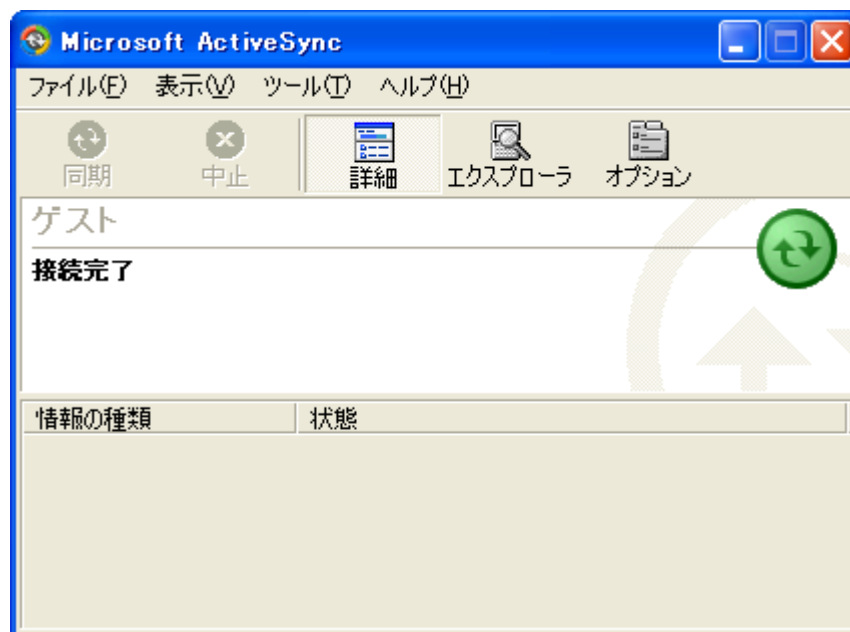 Microsoft ActiveSync
ファイル(F) 表示(V) ツール(T) ヘルプ(H)
同期 中止 詳細 エクスプローラ オプション
ゲスト
接続完了
情報の種類 状態